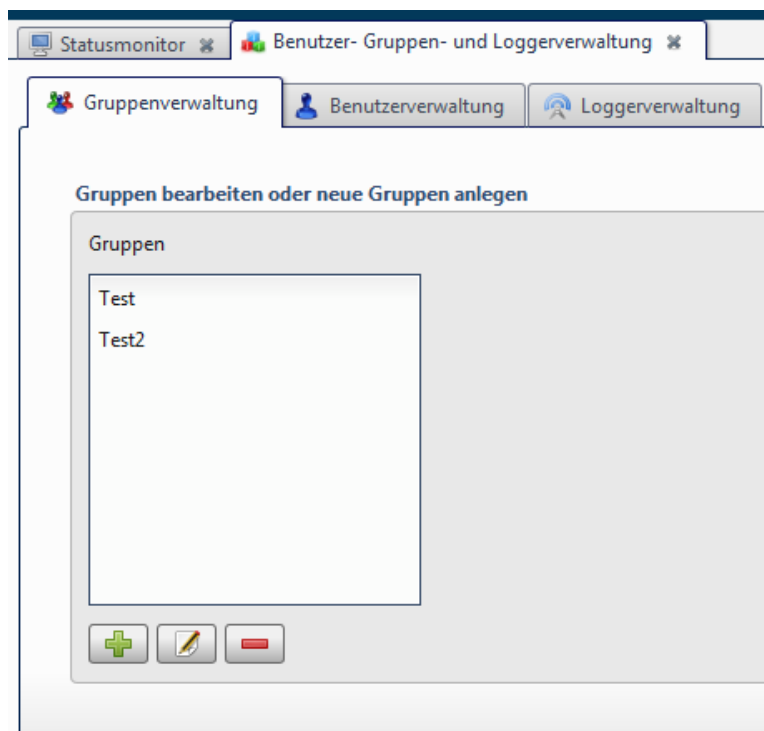 Statusmonitor
Benutzer- Gruppen- und Loggerverwaltung
Gruppenverwaltung
Benutzerverwaltung
Loggerverwaltung
Gruppen bearbeiten oder neue Gruppen anlegen
Gruppen
Test
Test2